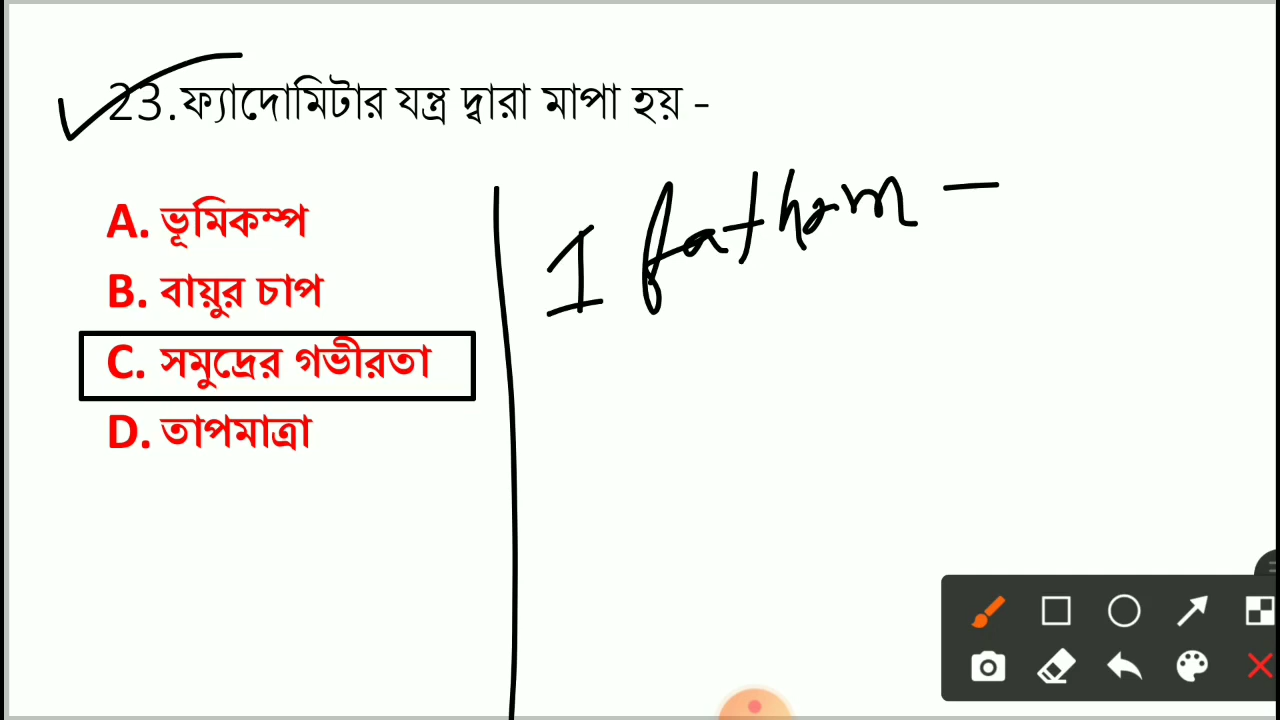 23.ফ্যাদোমিটার যন্ত্র দ্বারা মাপা হয় -
A. ভূমিকম্প
B. বায়ুর চাপ
C. সমুদ্রের গভীরতা
D. তাপমাত্রা
1 fathom –